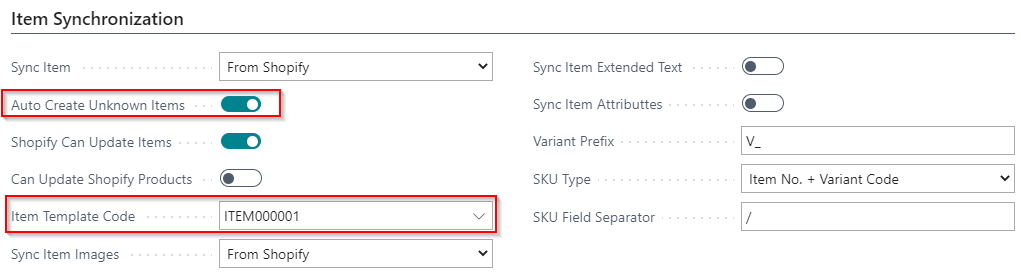 Item Synchronization
Sync Item From Shopify
Auto Create Unknown Items
Shopify Can Update Items
Can Update Shopify Products
Item Template Code ITEM000001
Sync Item Images From Shopify
Sync Item Extended Text
Sync Item Attributtes
Variant Prefix V_
SKU Type Item No. + Variant Code
SKU Field Separator /